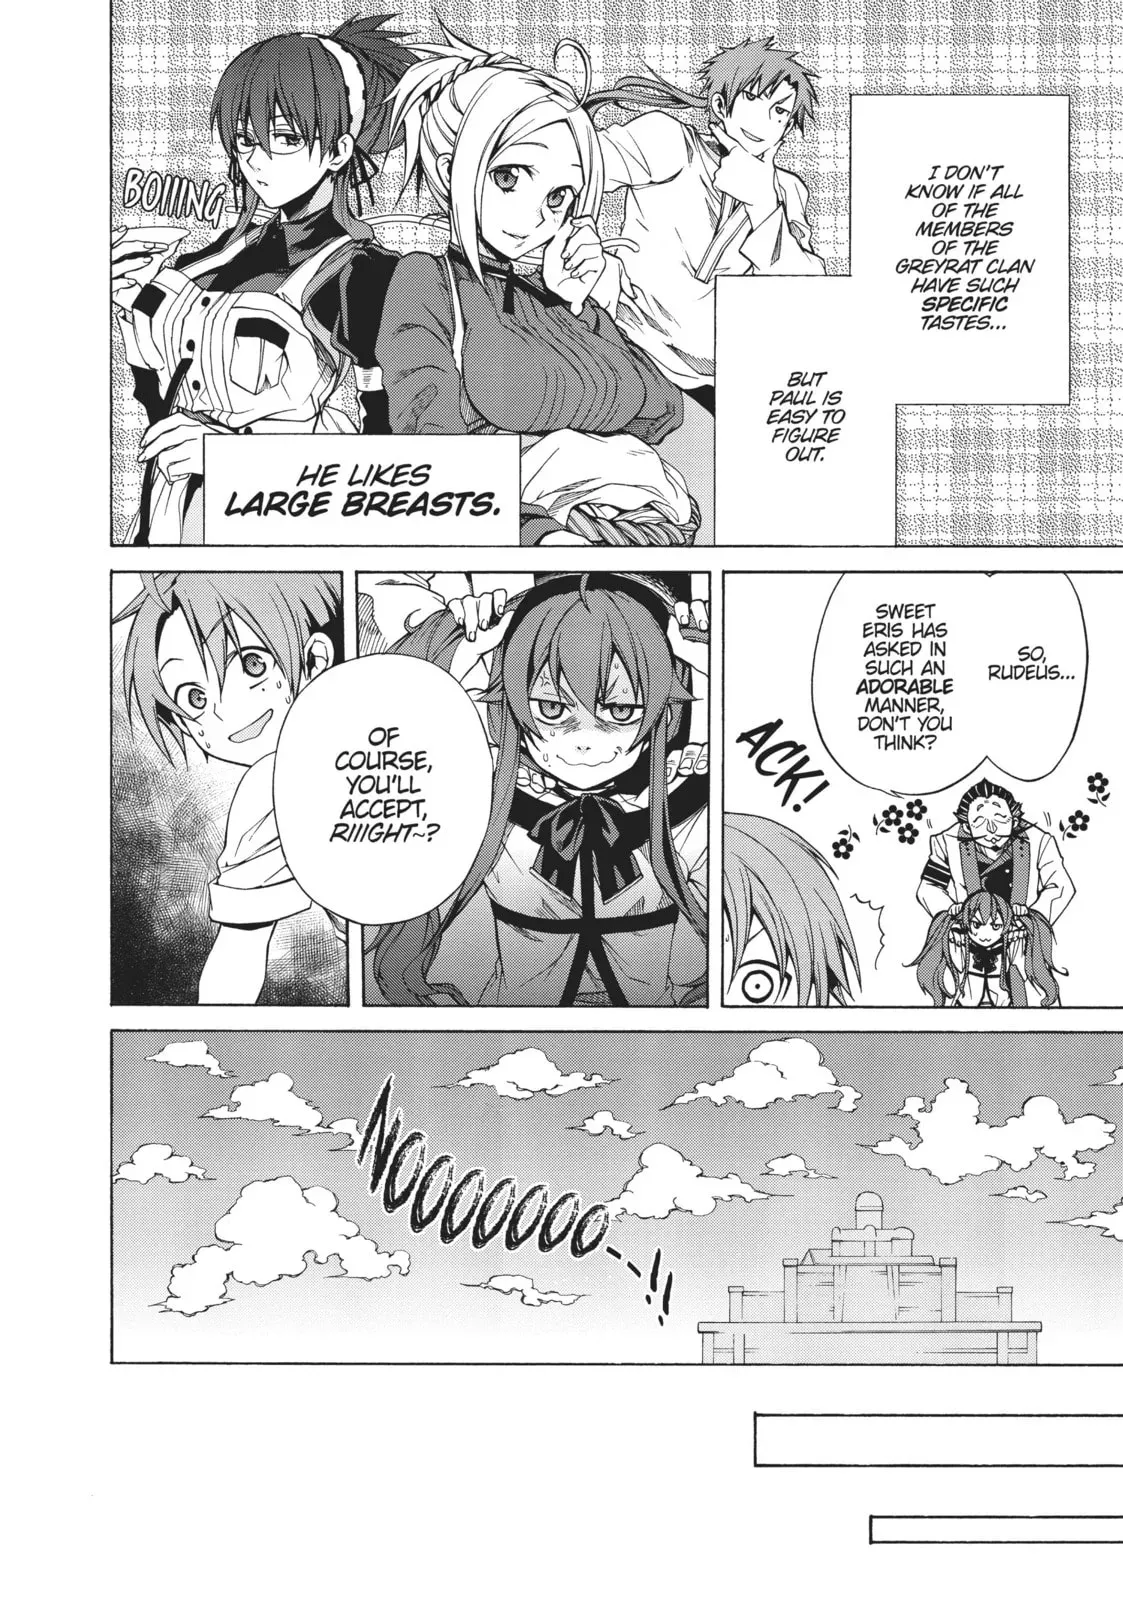 I DON'T
KNOW IF ALL
OF THE
MEMBERS
OF THE
GREYRAT CLAN
HAVE SUCH
SPECIFIC
TASTES...
BUT
PAUL IS
EASY TO
FIGURE
OUT.
BOIIING
HE LIKES
LARGE BREASTS.
SO,
RUDEUS...
SWEET
ERIS HAS
ASKED IN
SUCH AN
ADORABLE
MANNER,
DON'T YOU
THINK?
ACK!
OF
COURSE,
YOU'LL
ACCEPT,
RIIIGHT~?
NOOOOOOO--!!